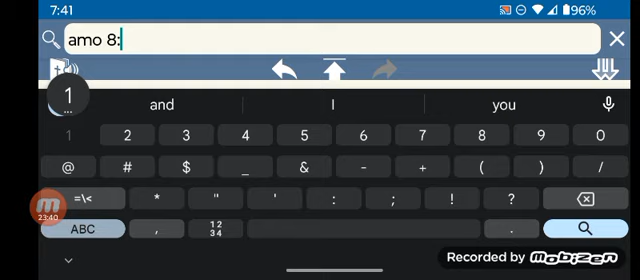 7:41
96%
amo 8:
1
...
and I you
1 2 3 4 5 6 7 8 9 0
@ # $ _ & - + ( ) /
=\< * " ' : ; ! ?
23:40
ABC , 12 34 .
Recorded by mobizen